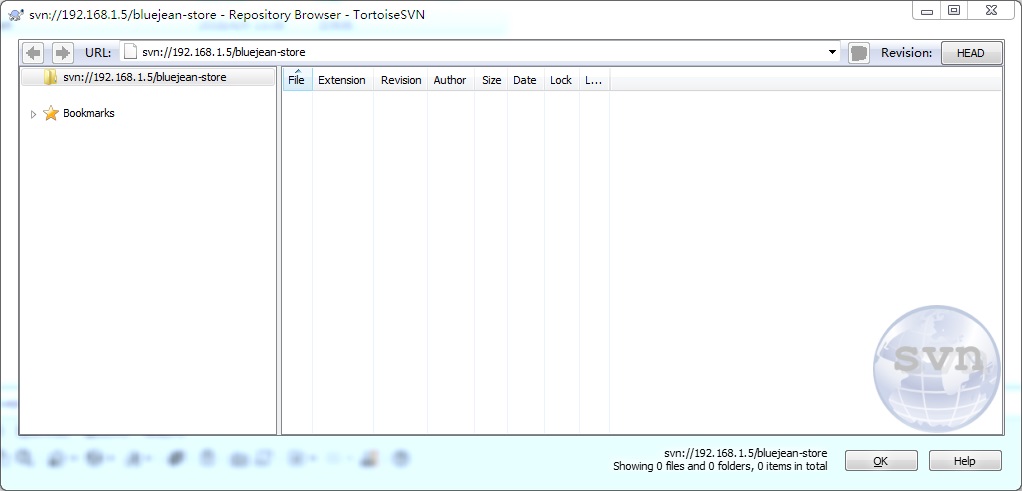 svn://192.168.1.5/bluejean-store - Repository Browser - TortoiseSVN
URL: svn://192.168.1.5/bluejean-store Revision: HEAD
svn://192.168.1.5/bluejean-store
File Extension Revision Author Size Date Lock L...
Bookmarks
svn
svn://192.168.1.5/bluejean-store
Showing 0 files and 0 folders, 0 items in total
OK Help